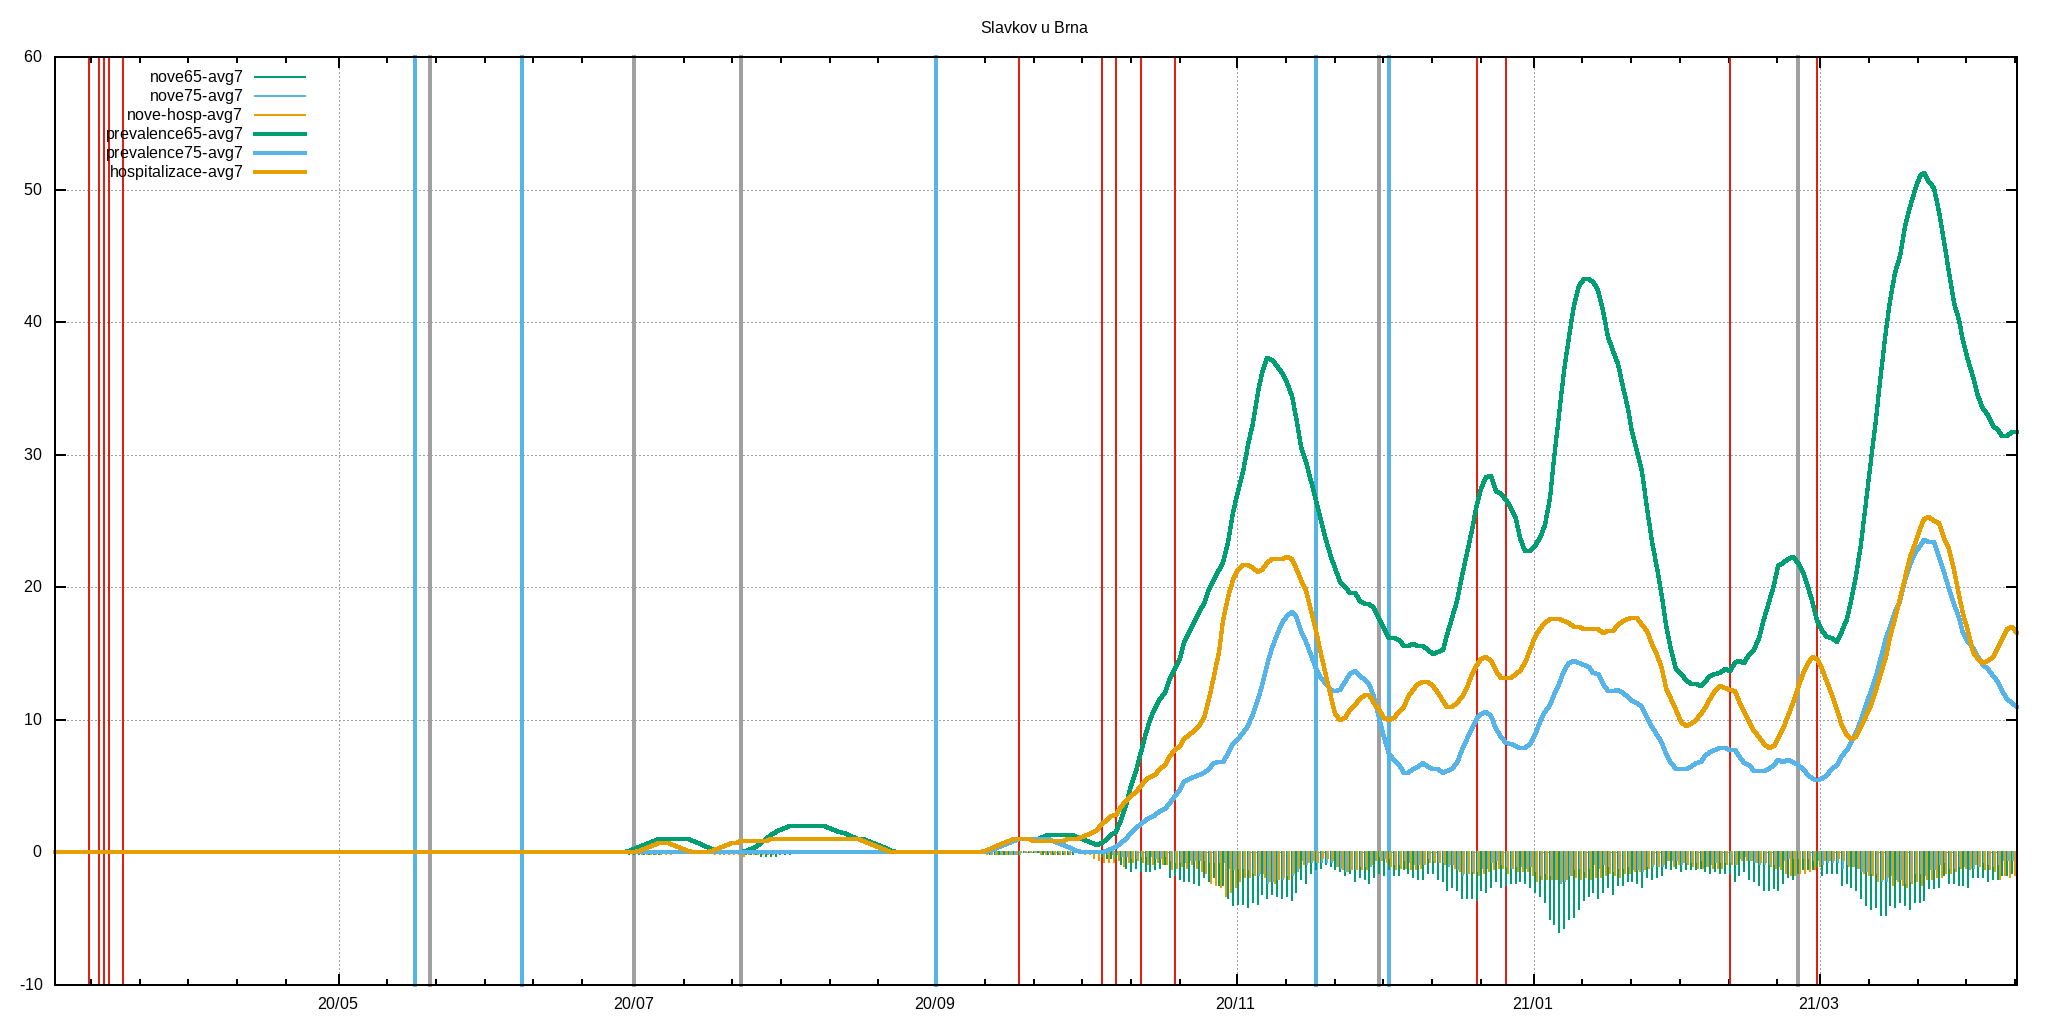 Slavkov u Brna
60
nove65-avg7
nove75-avg7
nove-hosp-avg7
prevalence65-avg7
prevalence75-avg7
hospitalizace-avg7
50
40
30
20
10
0
-10
20/05 20/07 20/09 20/11 21/01 21/03